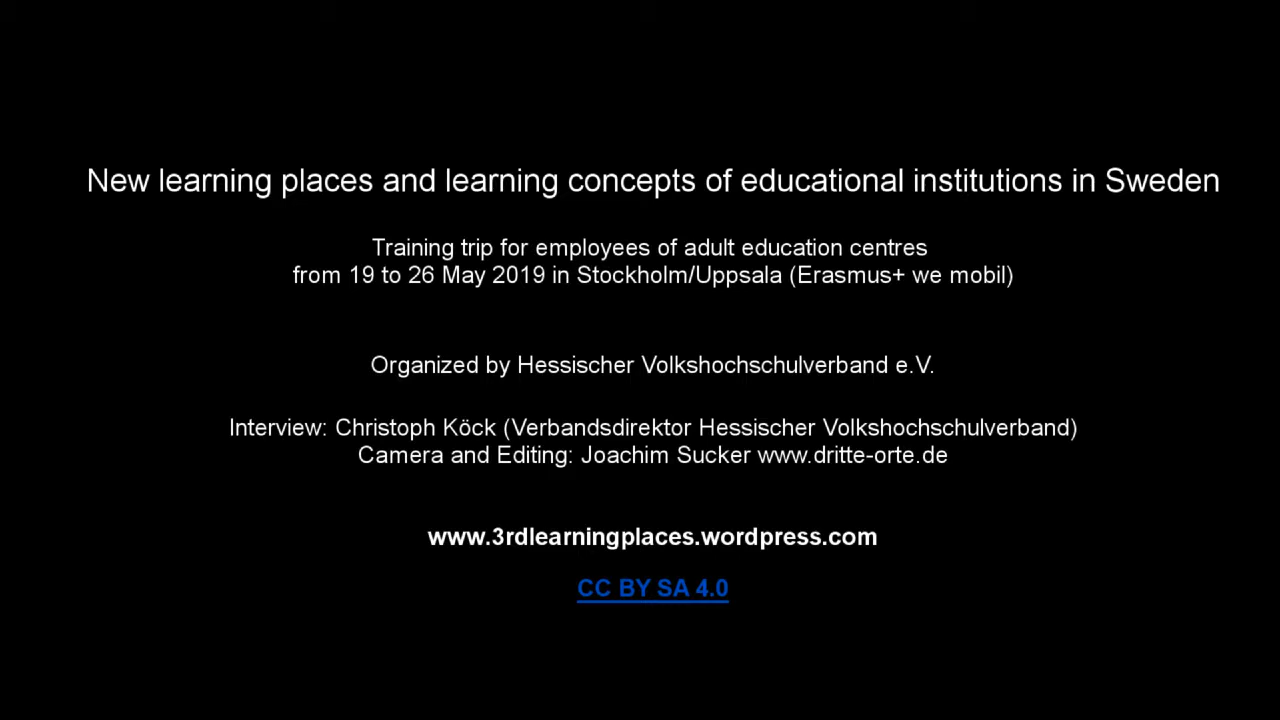 New learning places and learning concepts of educational institutions in Sweden
Training trip for employees of adult education centres
from 19 to 26 May 2019 in Stockholm/Uppsala (Erasmus+ we mobil)
Organized by Hessischer Volkshochschulverband e.V.
Interview: Christoph Köck (Verbandsdirektor Hessischer Volkshochschulverband)
Camera and Editing: Joachim Sucker www.dritte-orte.de
www.3rdlearningplaces.wordpress.com
CC BY SA 4.0